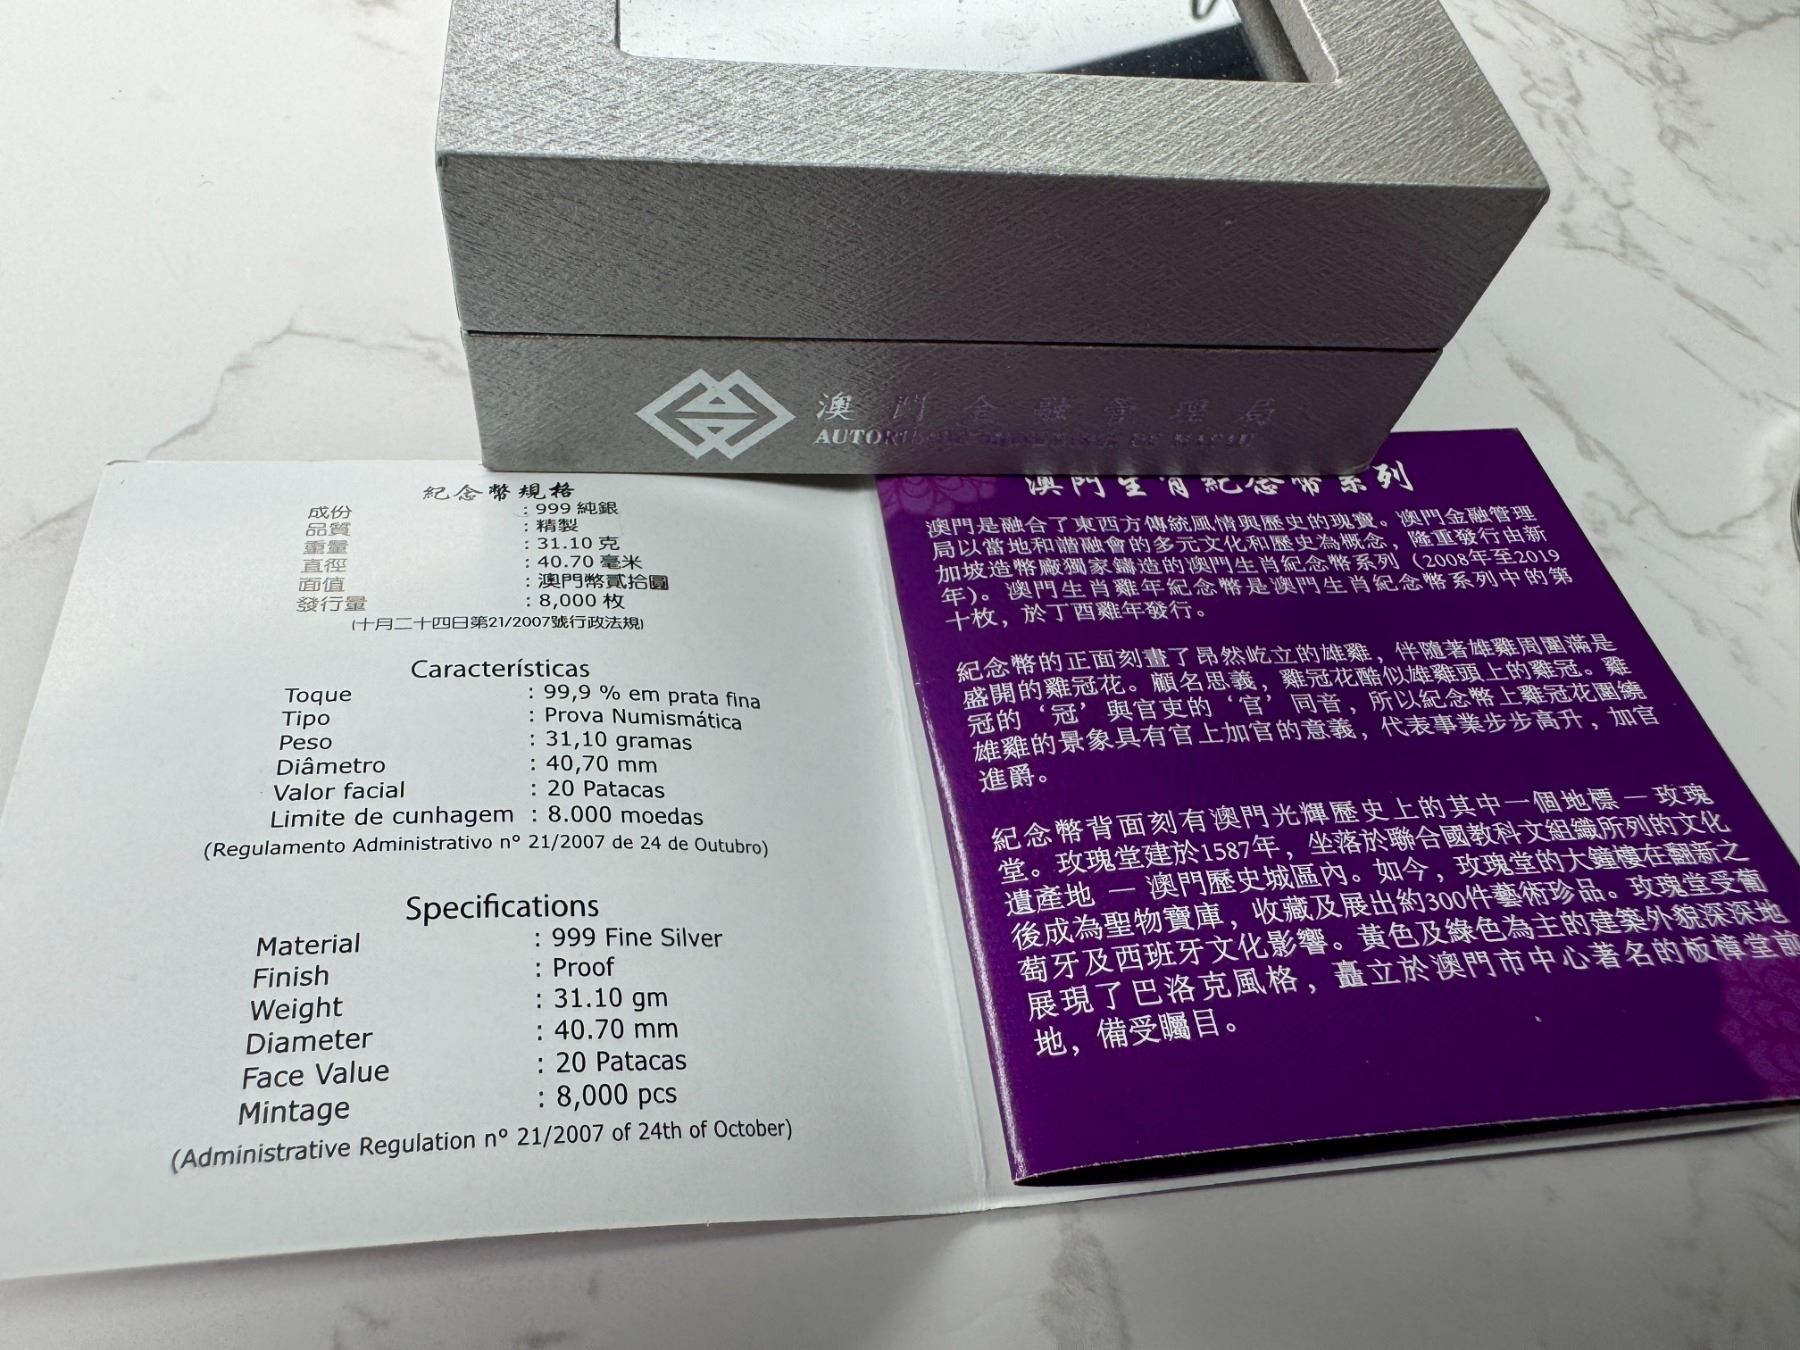 澳門金融管理局
AUTORIDADE MONETÁRIA DE MACAU
紀念幣規格
成份 : 999 純銀
品質 : 精製
重量 : 31.10 克
直徑 : 40.70 毫米
面值 : 澳門幣貳拾圓
發行量 : 8,000 枚
(十月二十四日第21/2007號行政法規)
Características
Toque : 99,9 % em prata fina
Tipo : Prova Numismática
Peso : 31,10 gramas
Diâmetro : 40,70 mm
Valor facial : 20 Patacas
Limite de cunhagem : 8.000 moedas
(Regulamento Administrativo nº 21/2007 de 24 de Outubro)
Specifications
Material : 999 Fine Silver
Finish : Proof
Weight : 31.10 gm
Diameter : 40.70 mm
Face Value : 20 Patacas
Mintage : 8,000 pcs
(Administrative Regulation nº 21/2007 of 24th of October)
澳門生肖紀念幣系列
澳門是融合了東西方傳統風情與歷史的瑰寶。澳門金融管理
局以當地和諧融會的多元文化和歷史為概念，隆重發行由新
加坡造幣廠獨家鑄造的澳門生肖紀念幣系列（2008年至2019
年)。澳門生肖雞年紀念幣是澳門生肖紀念幣系列中的第
十枚，於丁酉雞年發行。
紀念幣的正面刻畫了昂然屹立的雄雞，伴隨著雄雞周圍滿是
盛開的雞冠花。顧名思義，雞冠花酷似雄雞頭上的雞冠。雞
冠的‘冠’與官吏的‘官’同音，所以紀念幣上雞冠花圍繞
雄雞的景象具有官上加官的意義，代表事業步步高升，加官
進爵。
紀念幣背面刻有澳門光輝歷史上的其中一個地標－玫瑰
堂。玫瑰堂建於1587年，坐落於聯合國教科文組織所列的文化
遺產地 － 澳門歷史城區內。如今，玫瑰堂的大鐘樓在翻新之
後成為聖物寶庫，收藏及展出約300件藝術珍品。玫瑰堂受葡
萄牙及西班牙文化影響。黃色及綠色為主的建築外貌深深地
展現了巴洛克風格，矗立於澳門市中心著名的板樟堂前
地，備受矚目。